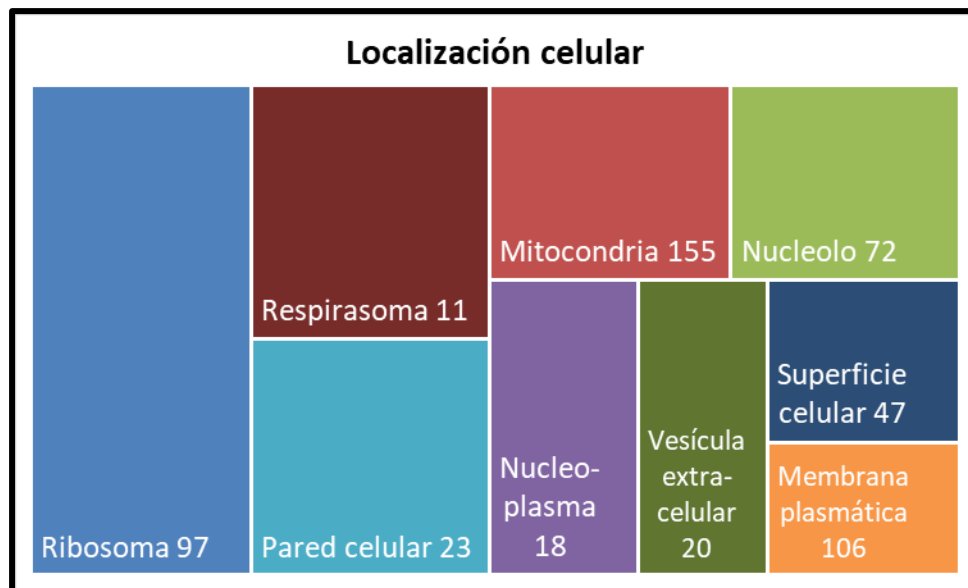 Localización celular
Ribosoma 97
Respirasoma 11
Pared celular 23
Mitocondria 155
Nucleolo 72
Nucleo-
plasma
18
Vesícula
extra-
celular
20
Superficie
celular 47
Membrana
plasmática
106